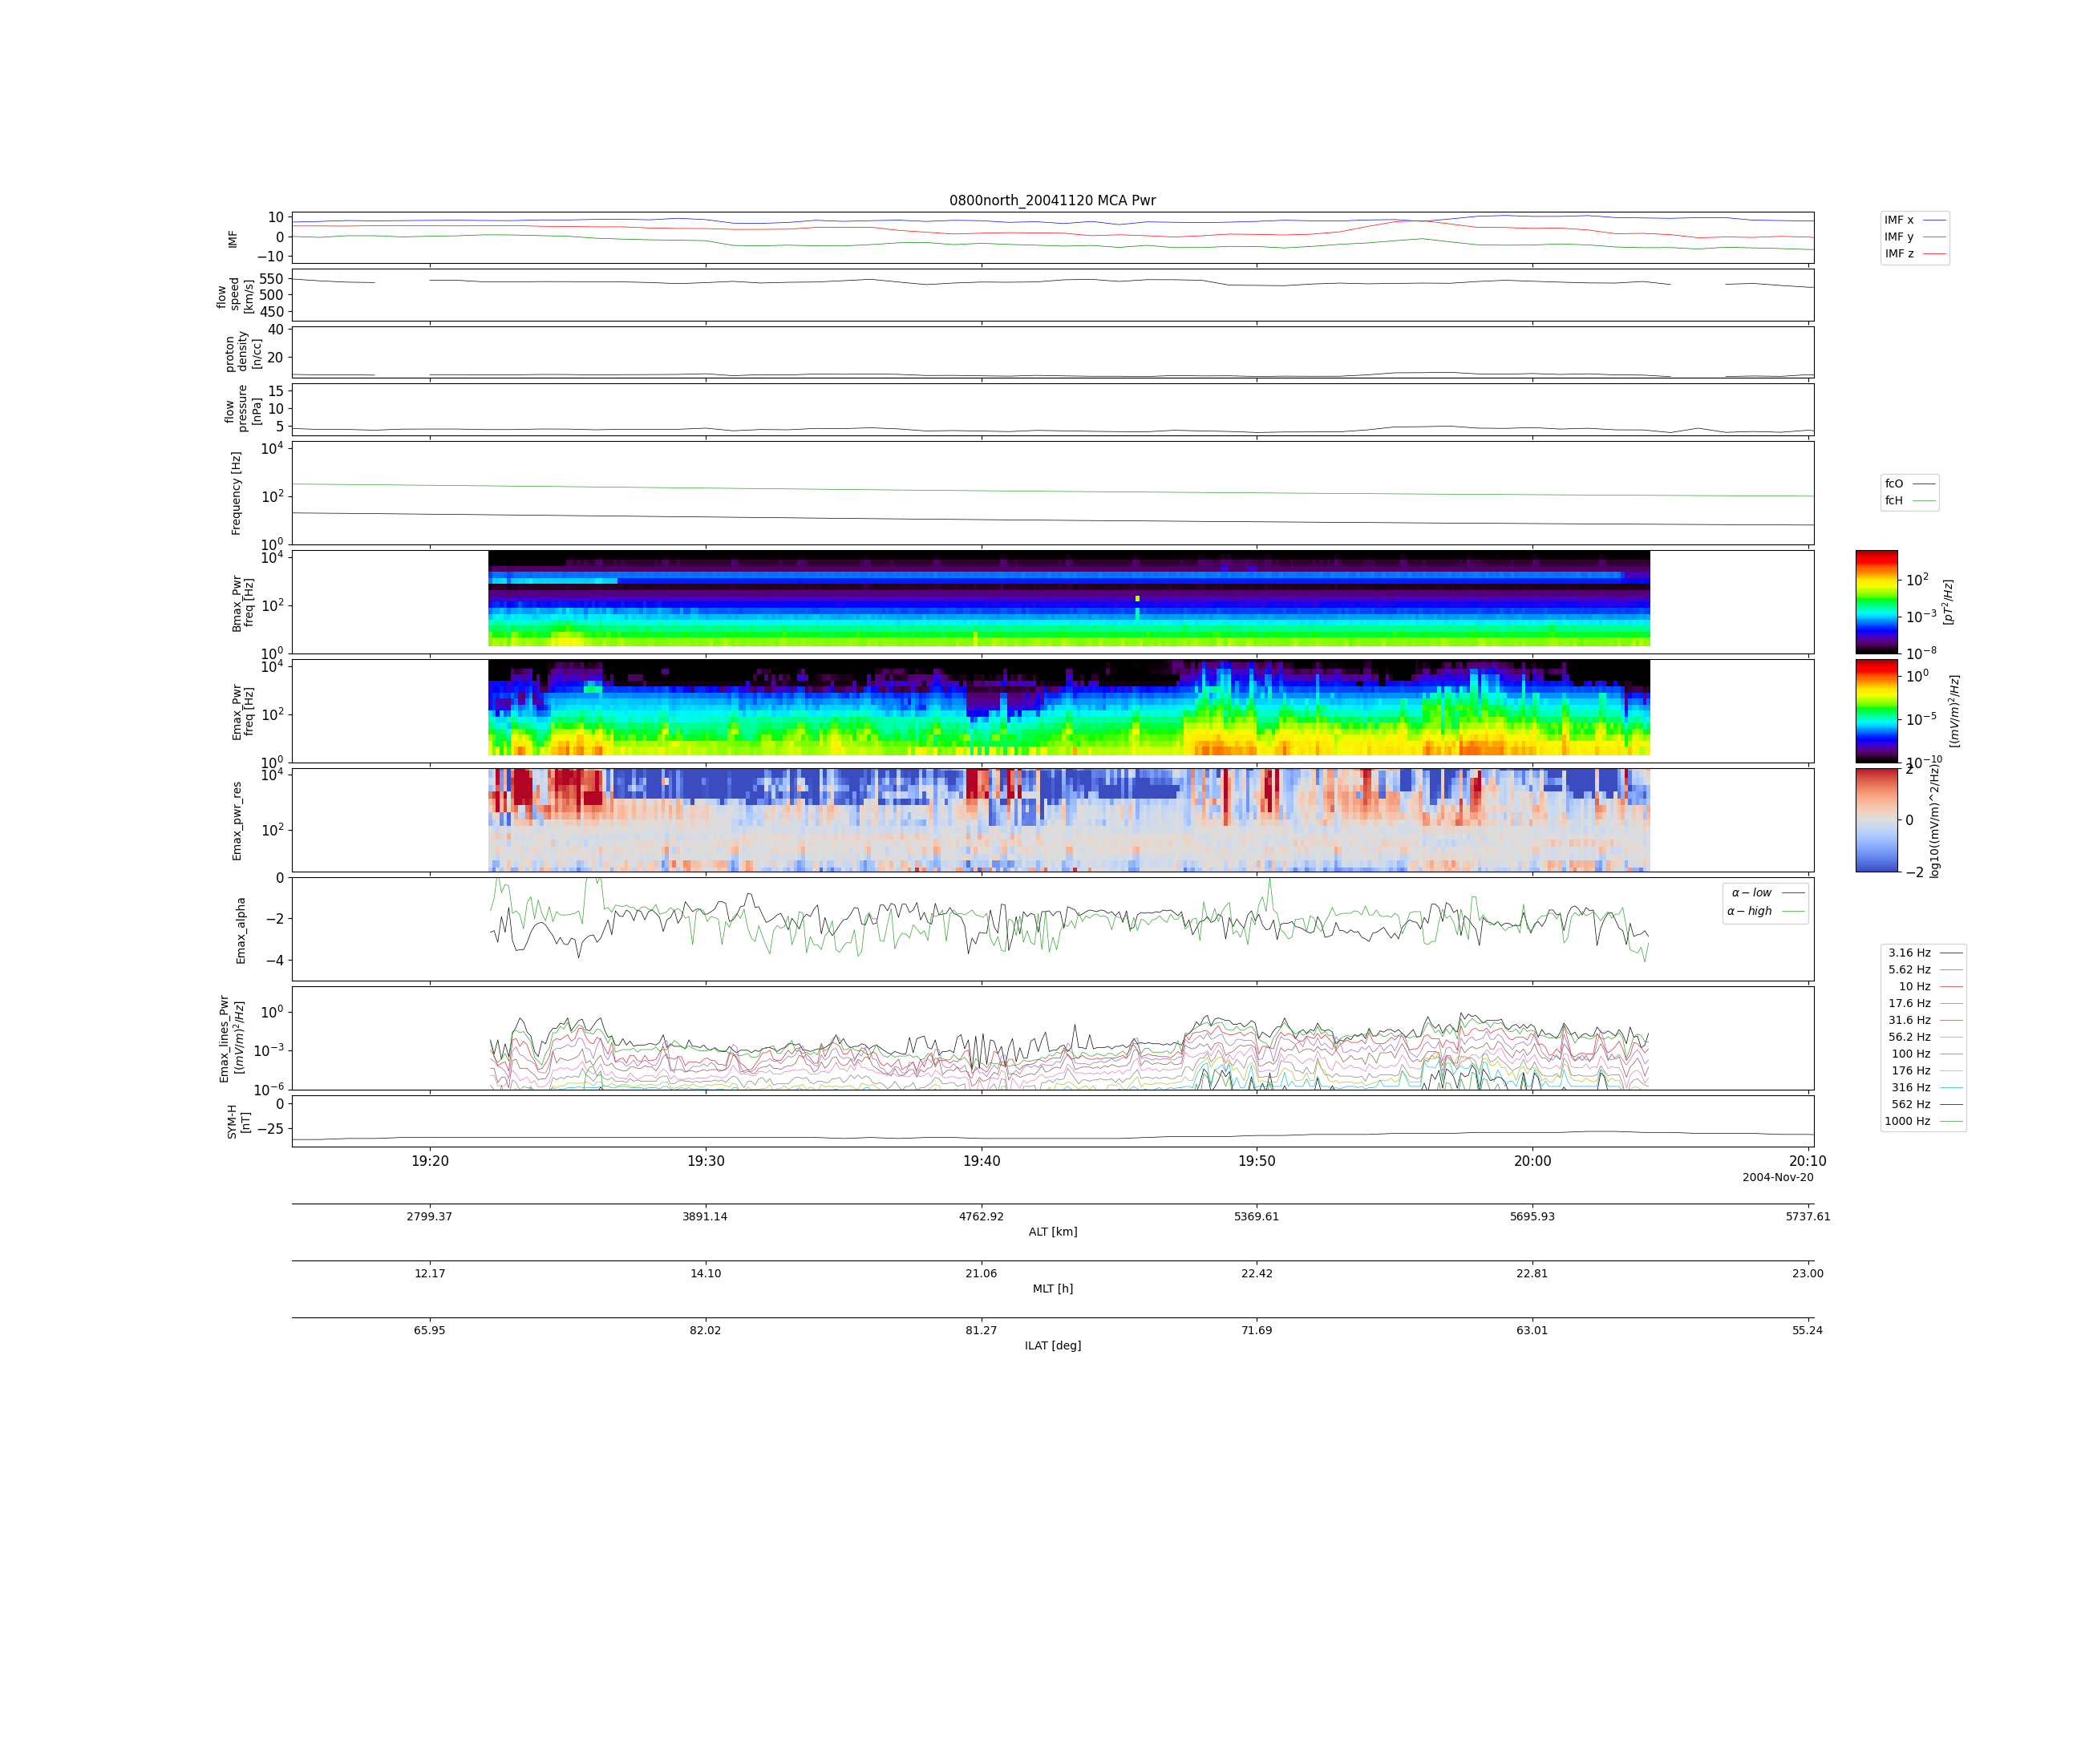 0800north_20041120 MCA Pwr
IMF
10
0
−10
IMF x
IMF y
IMF z
flow
speed
[km/s]
550
500
450
proton
density
[n/cc]
40
20
flow
pressure
[nPa]
15
10
5
Frequency [Hz]
10^4
10^2
10^0
fcO
fcH
Bmax_Pwr
freq [Hz]
10^4
10^2
10^0
10^2
10^−3
10^−8
[pT^2/Hz]
Emax_Pwr
freq [Hz]
10^4
10^2
10^0
10^0
10^−5
10^−10
[(mV/m)^2/Hz]
Emax_pwr_res
10^4
10^2
2
0
−2
log10((mV/m)^2/Hz)
Emax_alpha
0
−2
−4
α − low
α − high
Emax_lines_Pwr
[(mV/m)^2/Hz]
10^0
10^−3
10^−6
3.16 Hz
5.62 Hz
10 Hz
17.6 Hz
31.6 Hz
56.2 Hz
100 Hz
176 Hz
316 Hz
562 Hz
1000 Hz
SYM-H
[nT]
0
−25
19:20 19:30 19:40 19:50 20:00 20:10
2004-Nov-20
2799.37 3891.14 4762.92 5369.61 5695.93 5737.61
ALT [km]
12.17 14.10 21.06 22.42 22.81 23.00
MLT [h]
65.95 82.02 81.27 71.69 63.01 55.24
ILAT [deg]